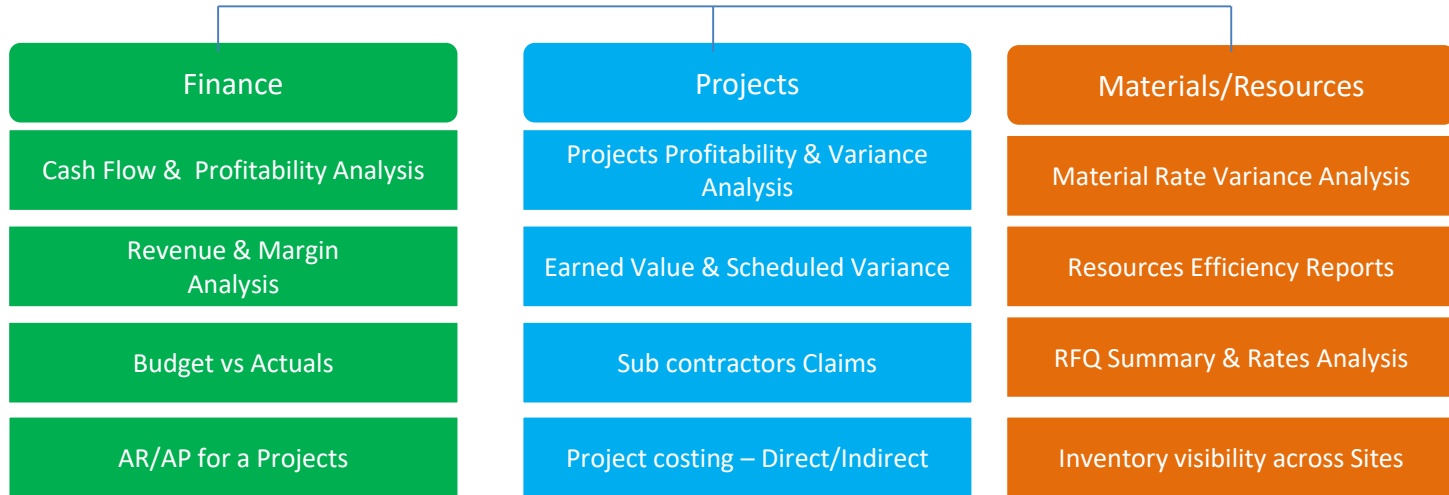 Finance
Cash Flow & Profitability Analysis
Revenue & Margin
Analysis
Budget vs Actuals
AR/AP for a Projects
Projects
Projects Profitability & Variance
Analysis
Earned Value & Scheduled Variance
Sub contractors Claims
Project costing – Direct/Indirect
Materials/Resources
Material Rate Variance Analysis
Resources Efficiency Reports
RFQ Summary & Rates Analysis
Inventory visibility across Sites